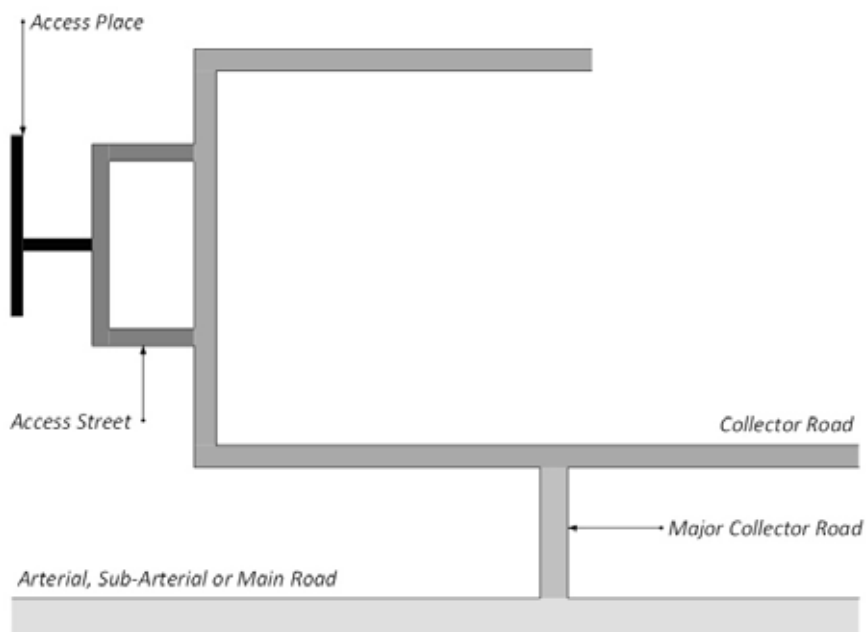 Access Place
Access Street
Collector Road
Major Collector Road
Arterial, Sub-Arterial or Main Road